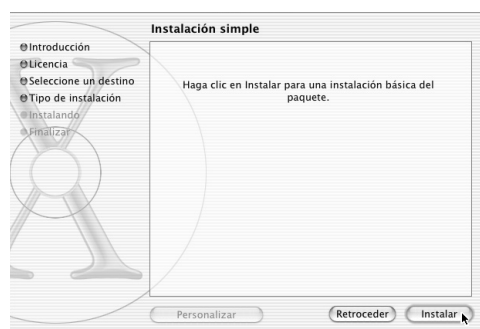 Instalación simple
Introducción
Licencia
Seleccione un destino
Tipo de instalación
Instalando
Finalizar
Haga clic en Instalar para una instalación básica del
paquete.
Personalizar
Retroceder
Instalar